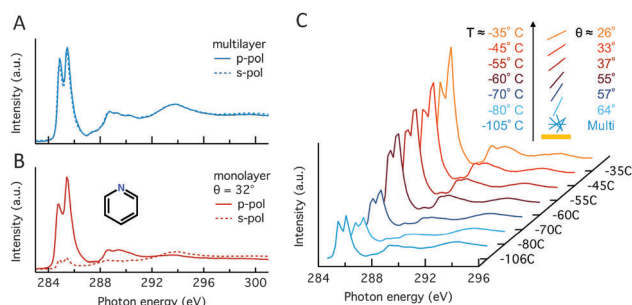 A
multilayer
p-pol
s-pol
Intensity (a.u.)
B
N
monolayer
θ = 32°
p-pol
s-pol
Intensity (a.u.)
284
288
292
296
300
Photon energy (eV)
C
T ≈ -35° C
θ ≈ 26°
-45° C
33°
-55° C
37°
-60° C
55°
-70° C
57°
-80° C
64°
-105° C
Multi
Intensity (a.u.)
-35C
-45C
-55C
-60C
-70C
-80C
-106C
284
288
292
296
Photon energy (eV)